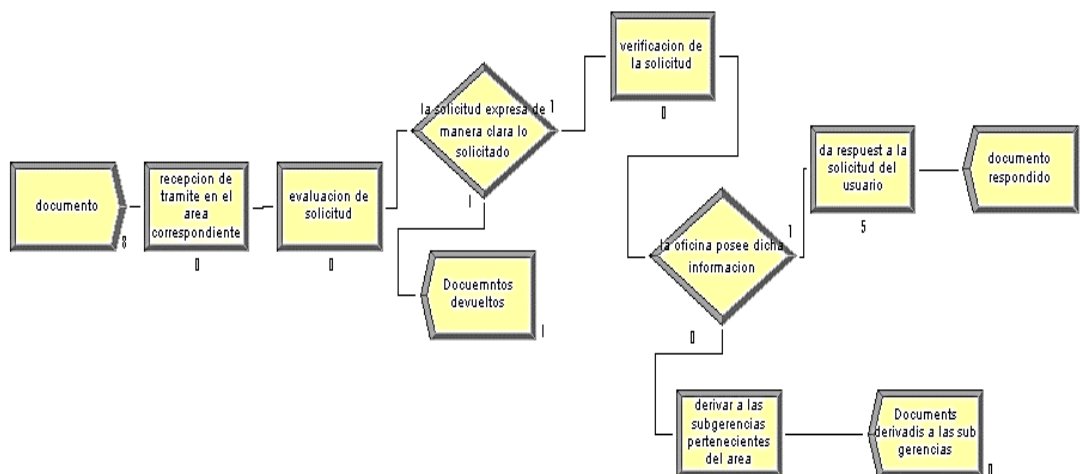 documento
8
recepcion de
tramite en el
area
correspondiente
0
evaluacion de
solicitud
0
la solicitud expresa de
manera clara lo
solicitado
1
Docuemntos
devueltos
verificacion de
la solicitud
0
la oficina posee dicha
informacion
1
0
da respuest a la
solicitud del
usuario
5
documento
respondido
derivar a las
subgerencias
pertenecientes
del area
Documents
derivadis a las sub
gerencias
0